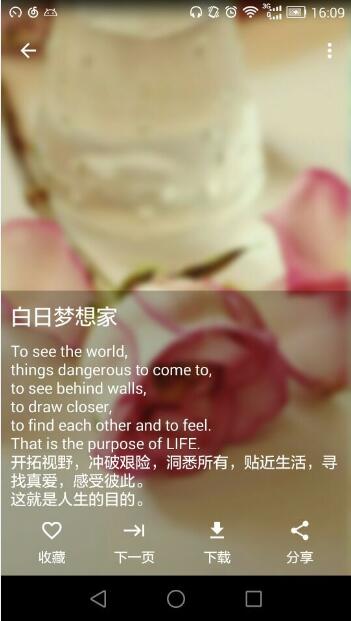 3G
G
16:09
白日梦想家
To see the world,
things dangerous to come to,
to see behind walls,
to draw closer,
to find each other and to feel.
That is the purpose of LIFE.
开拓视野，冲破艰险，洞悉所有，贴近生活，寻
找真爱，感受彼此。
这就是人生的目的。
收藏
下一页
下载
分享